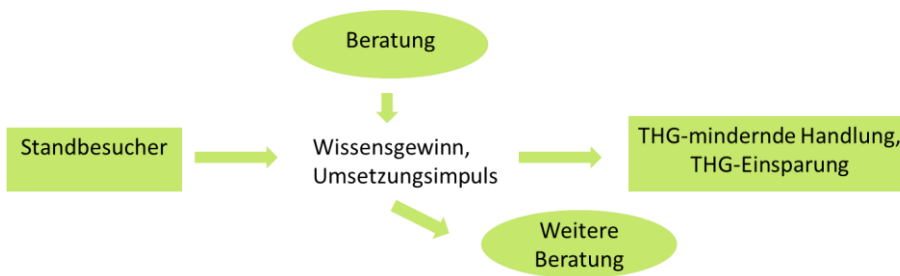 Beratung
Standbesucher
Wissensgewinn,
Umsetzungsimpuls
THG-mindernde Handlung,
THG-Einsparung
Weitere
Beratung